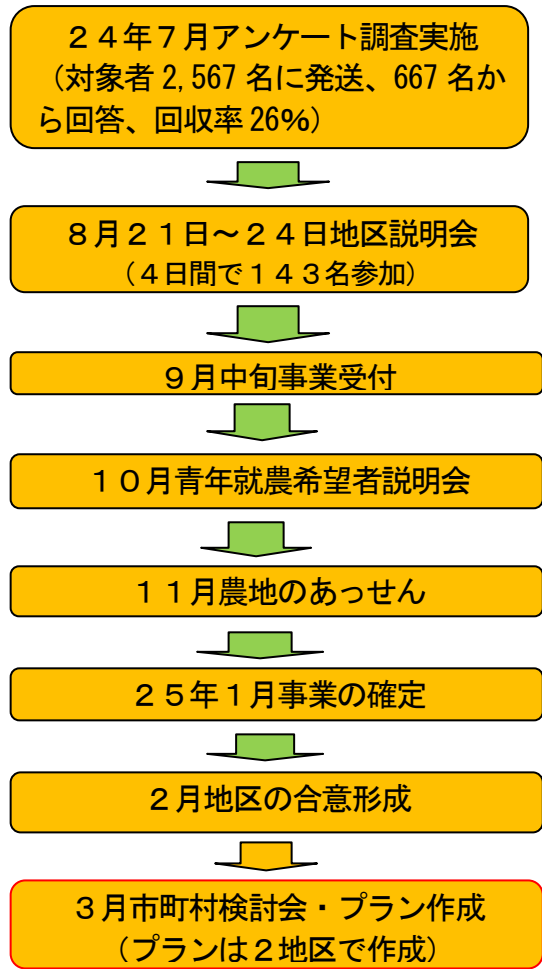 ２４年７月アンケート調査実施
（対象者 2,567 名に発送、667 名か
ら回答、回収率 26%）
８月２１日～２４日地区説明会
（４日間で１４３名参加）
９月中旬事業受付
１０月青年就農希望者説明会
１１月農地のあっせん
２５年１月事業の確定
２月地区の合意形成
３月市町村検討会・プラン作成
（プランは２地区で作成）